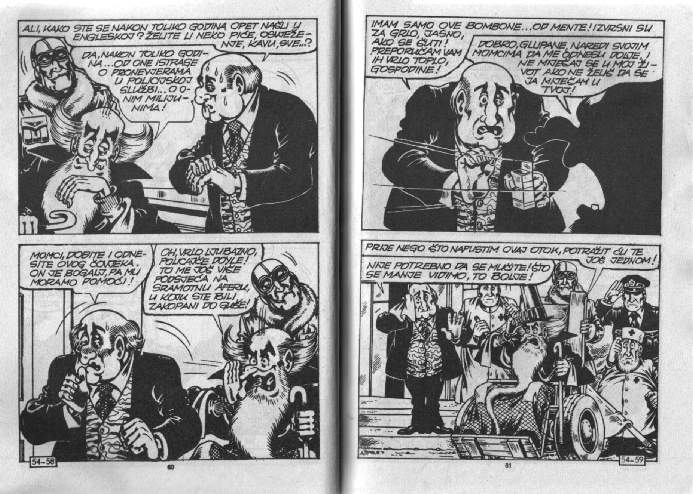 ALI, KAKO STE SE NAKON TOLIKO GODINA OPET NAŠLI U
ENGLESKOJ? ŽELITE LI NEKO PIĆE, OSVJEŽE-
NJE, KAVU, SVE..?
DA, NAKON TOLIKO GODI-
NA...OD ONE ISTRAGE
O PRONEVJERAMA
U POLICIJSKOJ
SLUŽBI...O O-
NIM MILIJU-
NIMA!
MOMCI, DOĐITE I ODNE-
SITE OVOG ČOVJEKA.
ON JE BOGALJ, PA MU
MORAMO POMOĆI!
OH, VRLO LJUBAZNO,
POLICAJČE DOYLE!
TO ME JOŠ VIŠE
PODSJEĆA NA
SRAMOTNU AFERU,
U KOJU STE BILI
ZAKOPANI DO GUŠE!
54-58
60
IMAM SAMO OVE BOMBONE...OD MENTE! IZVRSNI SU
ZA GRLO, JASNO,
AKO SE ŠUTI!
PREPORUČAM VAM
IH VRLO TOPLO,
GOSPODINE!
DOBRO, GLUPANE, NAREDI SVOJIM
MOMCIMA DA ME ODNESU DOLJE, I
NE MIJEŠAJ SE U MOJ ŽI-
VOT AKO NE ŽELIŠ DA SE
JA MIJEŠAM U
TVOJ!
PRIJE NEGO ŠTO NAPUSTIM OVAJ OTOK, POTRAŽIT ĆU TE
JOŠ JEDNOM!
NIJE POTREBNO DA SE MUČITE! ŠTO
SE MANJE VIDIMO, TO BOLJE!
54-59
61